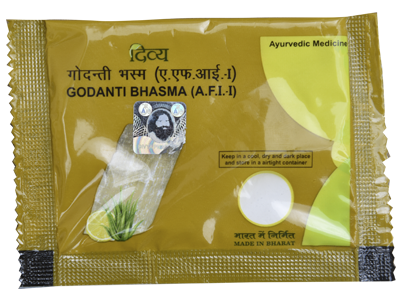 दिव्य
Ayurvedic Medicine
गोदन्ती भस्म (ए.एफ.आई.-I)
GODANTI BHASMA (A.F.I.-I)
Keep in a cool, dry and dark place
and store in a airtight container
भारत में निर्मित
MADE IN BHARAT